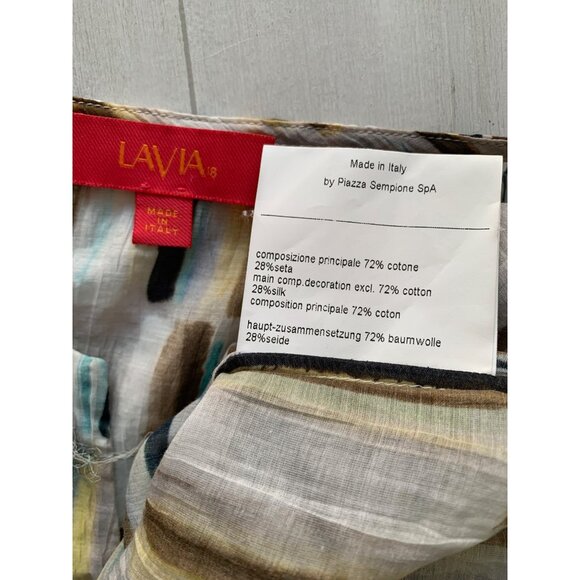 LAVIA 18
MADE
IN
ITALY
Made in Italy
by Piazza Sempione SpA
composizione principale 72% cotone
28%seta
main comp.decoration excl. 72% cotton
28%silk
composition principale 72% coton
haupt-zusammensetzung 72% baumwolle
28%seide